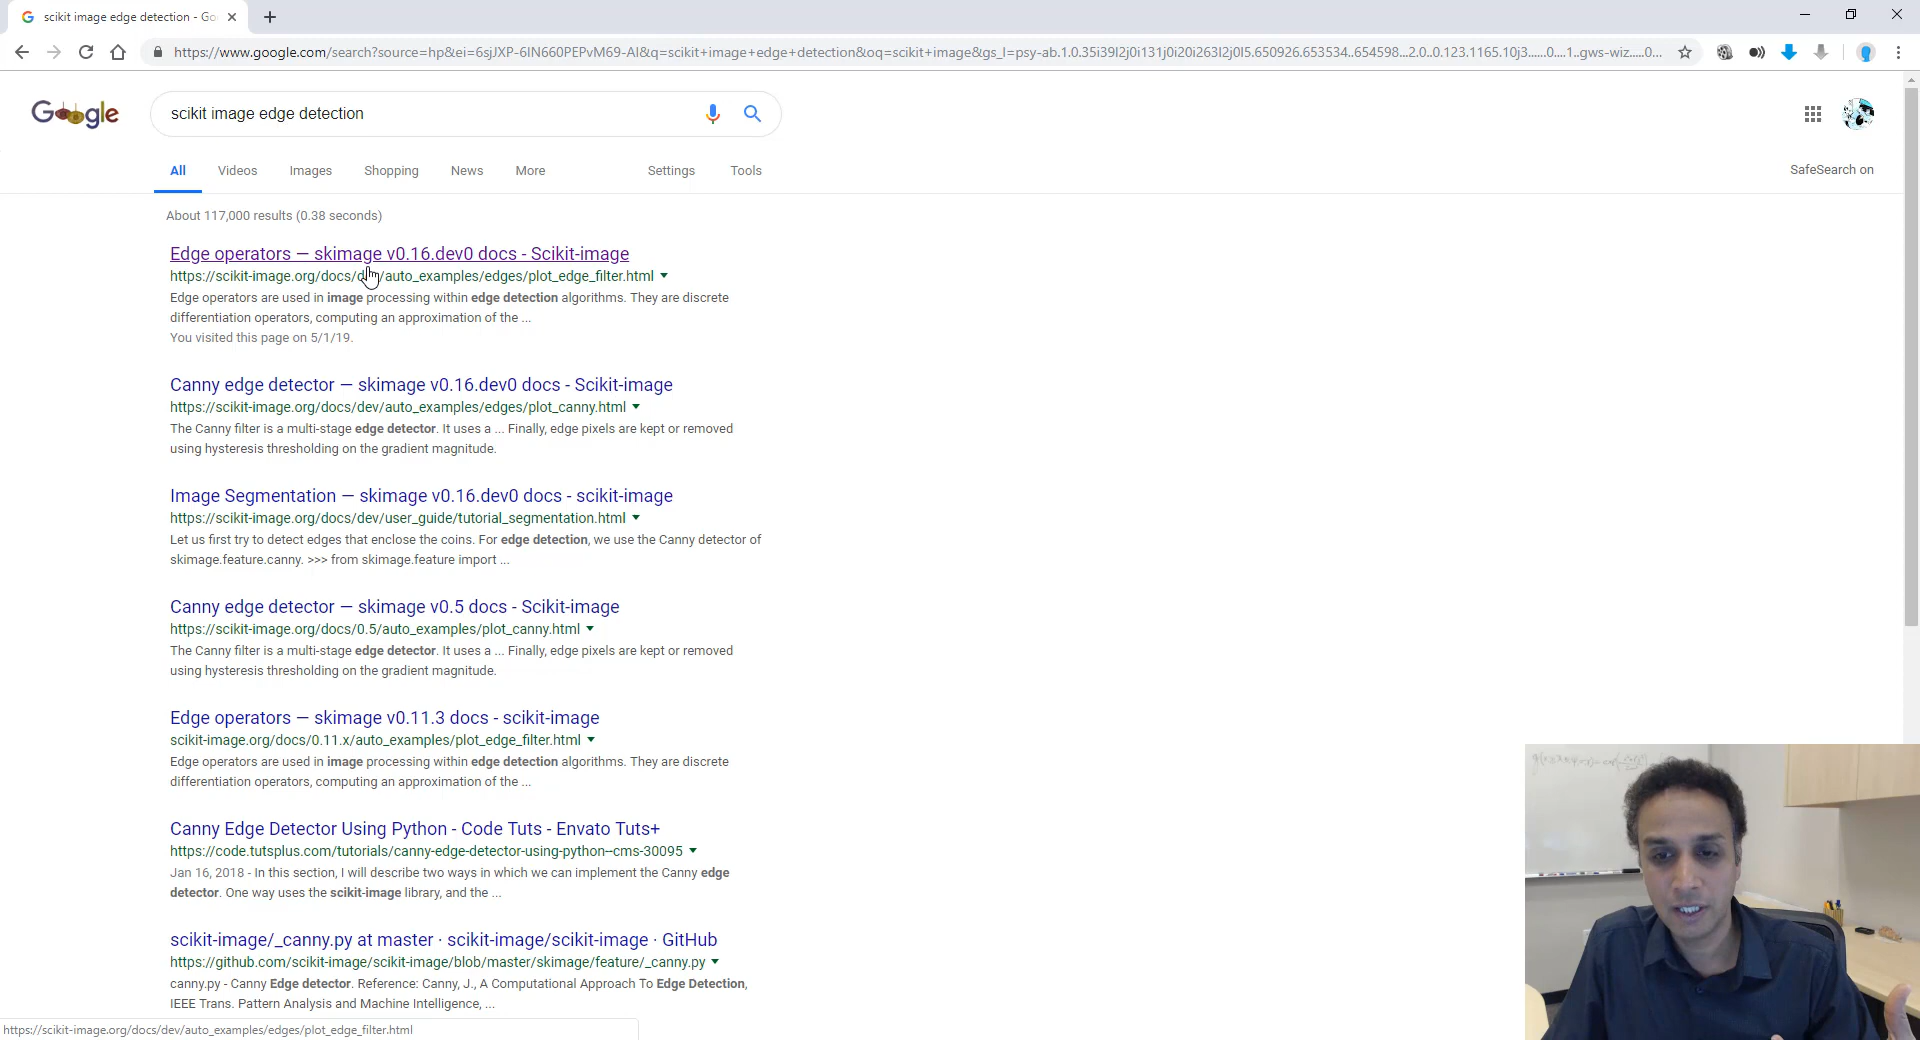 scikit image edge detection - Go
https://www.google.com/search?source=hp&ei=6sjJXP-6IN660PEPvM69-AI&q=scikit+image+edge+detection&oq=scikit+image&gs_l=psy-ab.1.0.35i39l2j0i131j0i20i263l2j0l5.650926.653534..654598...2.0..0.123.1165.10j3......0....1..gws-wiz.....0...
Google
scikit image edge detection
All Videos Images Shopping News More Settings Tools
SafeSearch on
About 117,000 results (0.38 seconds)
Edge operators — skimage v0.16.dev0 docs - Scikit-image
https://scikit-image.org/docs/dev/auto_examples/edges/plot_edge_filter.html
Edge operators are used in image processing within edge detection algorithms. They are discrete
differentiation operators, computing an approximation of the ...
You visited this page on 5/1/19.
Canny edge detector — skimage v0.16.dev0 docs - Scikit-image
https://scikit-image.org/docs/dev/auto_examples/edges/plot_canny.html
The Canny filter is a multi-stage edge detector. It uses a ... Finally, edge pixels are kept or removed
using hysteresis thresholding on the gradient magnitude.
Image Segmentation — skimage v0.16.dev0 docs - scikit-image
https://scikit-image.org/docs/dev/user_guide/tutorial_segmentation.html
Let us first try to detect edges that enclose the coins. For edge detection, we use the Canny detector of
skimage.feature.canny. >>> from skimage.feature import ...
Canny edge detector — skimage v0.5 docs - Scikit-image
https://scikit-image.org/docs/0.5/auto_examples/plot_canny.html
The Canny filter is a multi-stage edge detector. It uses a ... Finally, edge pixels are kept or removed
using hysteresis thresholding on the gradient magnitude.
Edge operators — skimage v0.11.3 docs - scikit-image
scikit-image.org/docs/0.11.x/auto_examples/plot_edge_filter.html
Edge operators are used in image processing within edge detection algorithms. They are discrete
differentiation operators, computing an approximation of the ...
Canny Edge Detector Using Python - Code Tuts - Envato Tuts+
https://code.tutsplus.com/tutorials/canny-edge-detector-using-python--cms-30095
Jan 16, 2018 - In this section, I will describe two ways in which we can implement the Canny edge
detector. One way uses the scikit-image library, and the ...
scikit-image/_canny.py at master · scikit-image/scikit-image · GitHub
https://github.com/scikit-image/scikit-image/blob/master/skimage/feature/_canny.py
canny.py - Canny Edge detector. Reference: Canny, J., A Computational Approach To Edge Detection,
IEEE Trans. Pattern Analysis and Machine Intelligence, ...
https://scikit-image.org/docs/dev/auto_examples/edges/plot_edge_filter.html